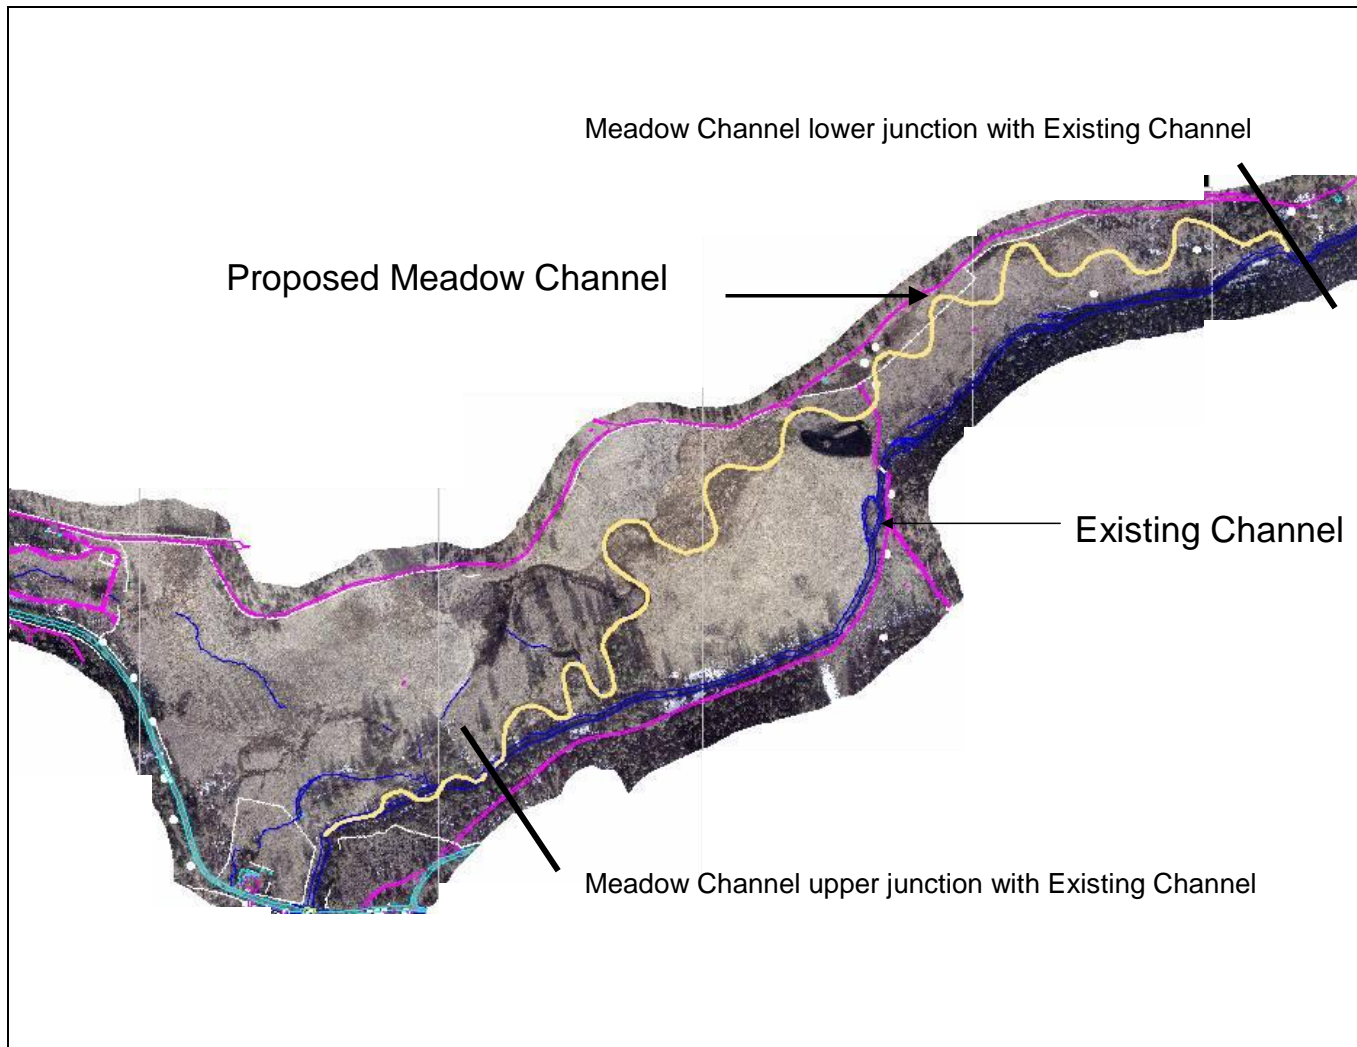 Meadow Channel lower junction with Existing Channel
Proposed Meadow Channel
Existing Channel
Meadow Channel upper junction with Existing Channel